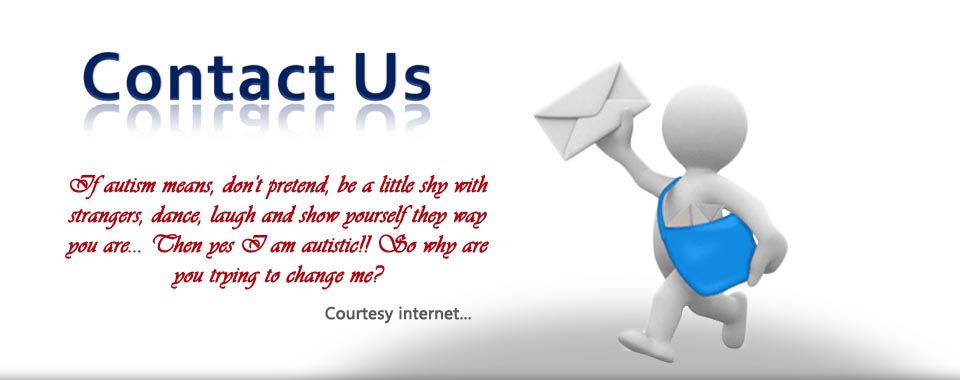 Contact Us
If autism means, don't pretend, be a little shy with
strangers, dance, laugh and show yourself they way
you are... Then yes I am autistic!! So why are
you trying to change me?
Courtesy internet...